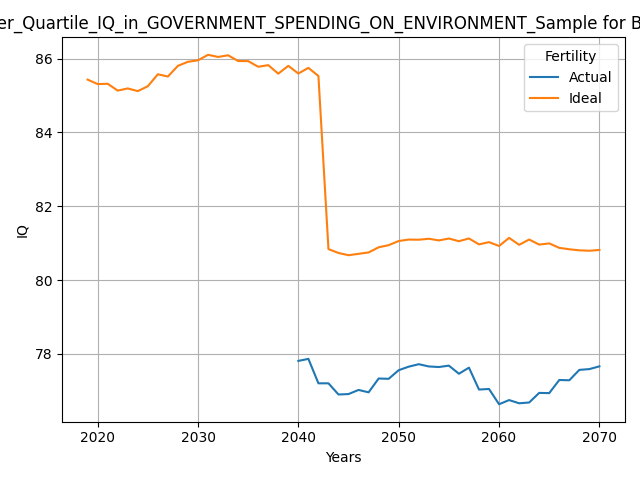 er_Quartile_IQ_in_GOVERNMENT_SPENDING_ON_ENVIRONMENT_Sample for B
Fertility
Actual
Ideal
86
84
82
80
78
IQ
2020 2030 2040 2050 2060 2070
Years